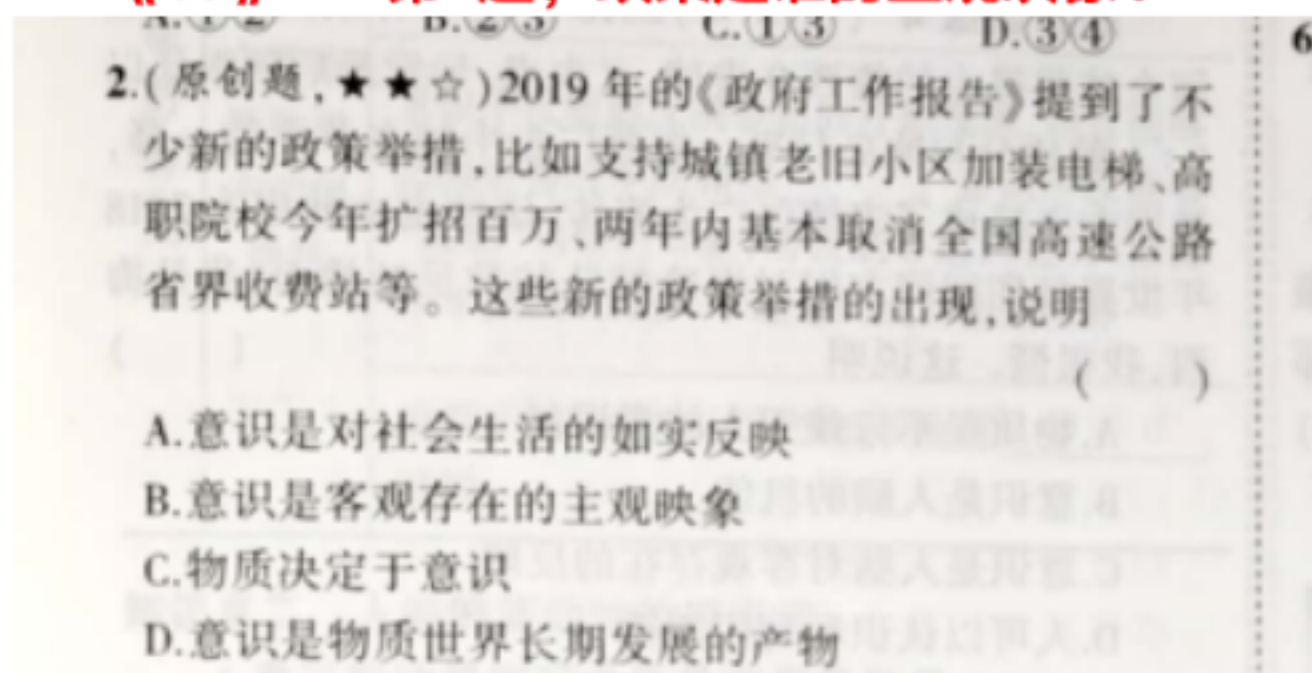 A.①② B.②③ C.①③ D.③④
2.(原创题,★★☆)2019 年的《政府工作报告》提到了不
少新的政策举措,比如支持城镇老旧小区加装电梯、高
职院校今年扩招百万、两年内基本取消全国高速公路
省界收费站等。这些新的政策举措的出现,说明
( )
A.意识是对社会生活的如实反映
B.意识是客观存在的主观映象
C.物质决定于意识
D.意识是物质世界长期发展的产物
6